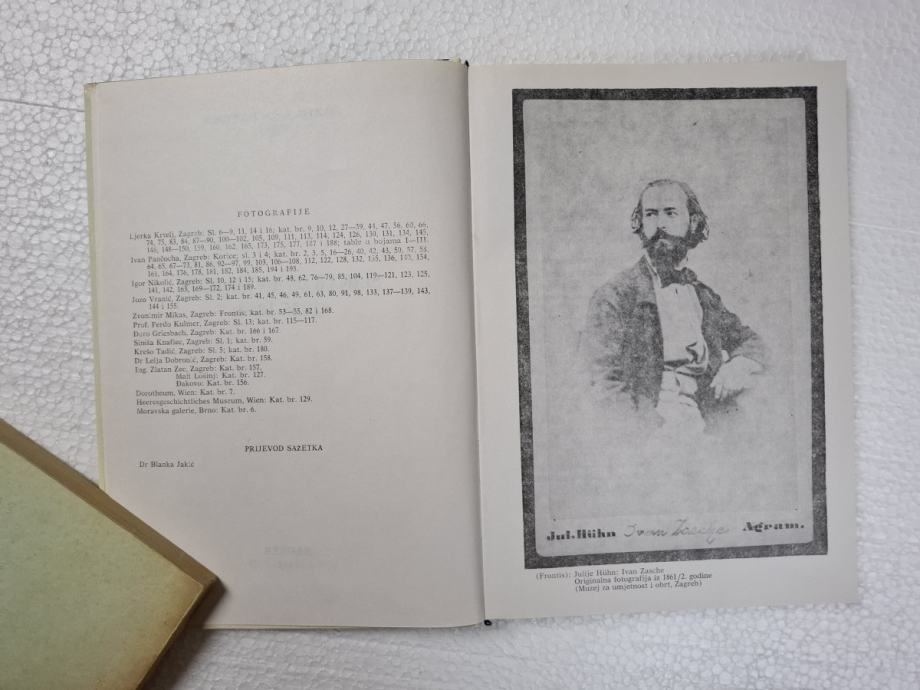 FOTOGRAFIJE
Ljerka Krtelj, Zagreb: Sl. 6—9, 11, 14 i 16; kat. br. 9, 10, 12, 27—39, 44, 47, 56, 60, 66,
74, 75, 83, 84, 87—90, 100—102, 105, 109, 111, 113, 114, 124, 126, 130, 131, 134, 145,
146, 148—150, 159, 160, 162, 163, 173, 175, 177, 187 i 188; table u bojama I—III.
Ivan Pančocha, Zagreb: Korice; sl. 3 i 4; kat. br. 2, 3, 5, 16—26, 40, 42, 43, 50, 57, 58,
64, 65, 67—73, 81, 86, 92—97, 99, 103, 106—108, 112, 122, 128, 132, 136, 154,
161, 164, 176, 178, 181, 182, 184, 185, 194 i 195.
Igor Nikolić, Zagreb: Sl. 10, 12 i 15; kat. br. 48, 62, 76—79, 85, 104, 119—121, 123, 125,
141, 142, 165, 169—172, 174 i 189.
Juro Vranić, Zagreb: Sl. 2; kat. br. 41, 45, 46, 49, 61, 63, 80, 91, 98, 133, 137—139, 143,
144 i 155.
Zvonimir Mikas, Zagreb: Frontis; kat. br. 53—55, 82 i 168.
Prof. Ferdo Kulmer, Zagreb: Sl. 13; kat. br. 115—117.
Đuro Griesbach, Zagreb: Kat. br. 166 i 167.
Siniša Knaflec, Zagreb: Sl. 1; kat. br. 59.
Krešo Tadić, Zagreb: Sl. 5; kat. br. 180.
Dr Lelja Dobronić, Zagreb: Kat. br. 158.
Ing. Zlatan Zec, Zagreb: Kat. br. 157.
Mali Lošinj: Kat. br. 127.
Đakovo: Kat. br. 156.
Dorotheum, Wien: Kat. br. 7.
Heeresgeschichtliches Museum, Wien: Kat. br. 129.
Moravska galerie, Brno: Kat. br. 6.
PRIJEVOD SAŽETKA
Dr Blanka Jakić
Jul. Hühn Ivan Zasche Agram.
(Frontis): Julije Hühn: Ivan Zasche
Originalna fotografija iz 1861/2. godine
(Muzej za umjetnost i obrt, Zagreb)